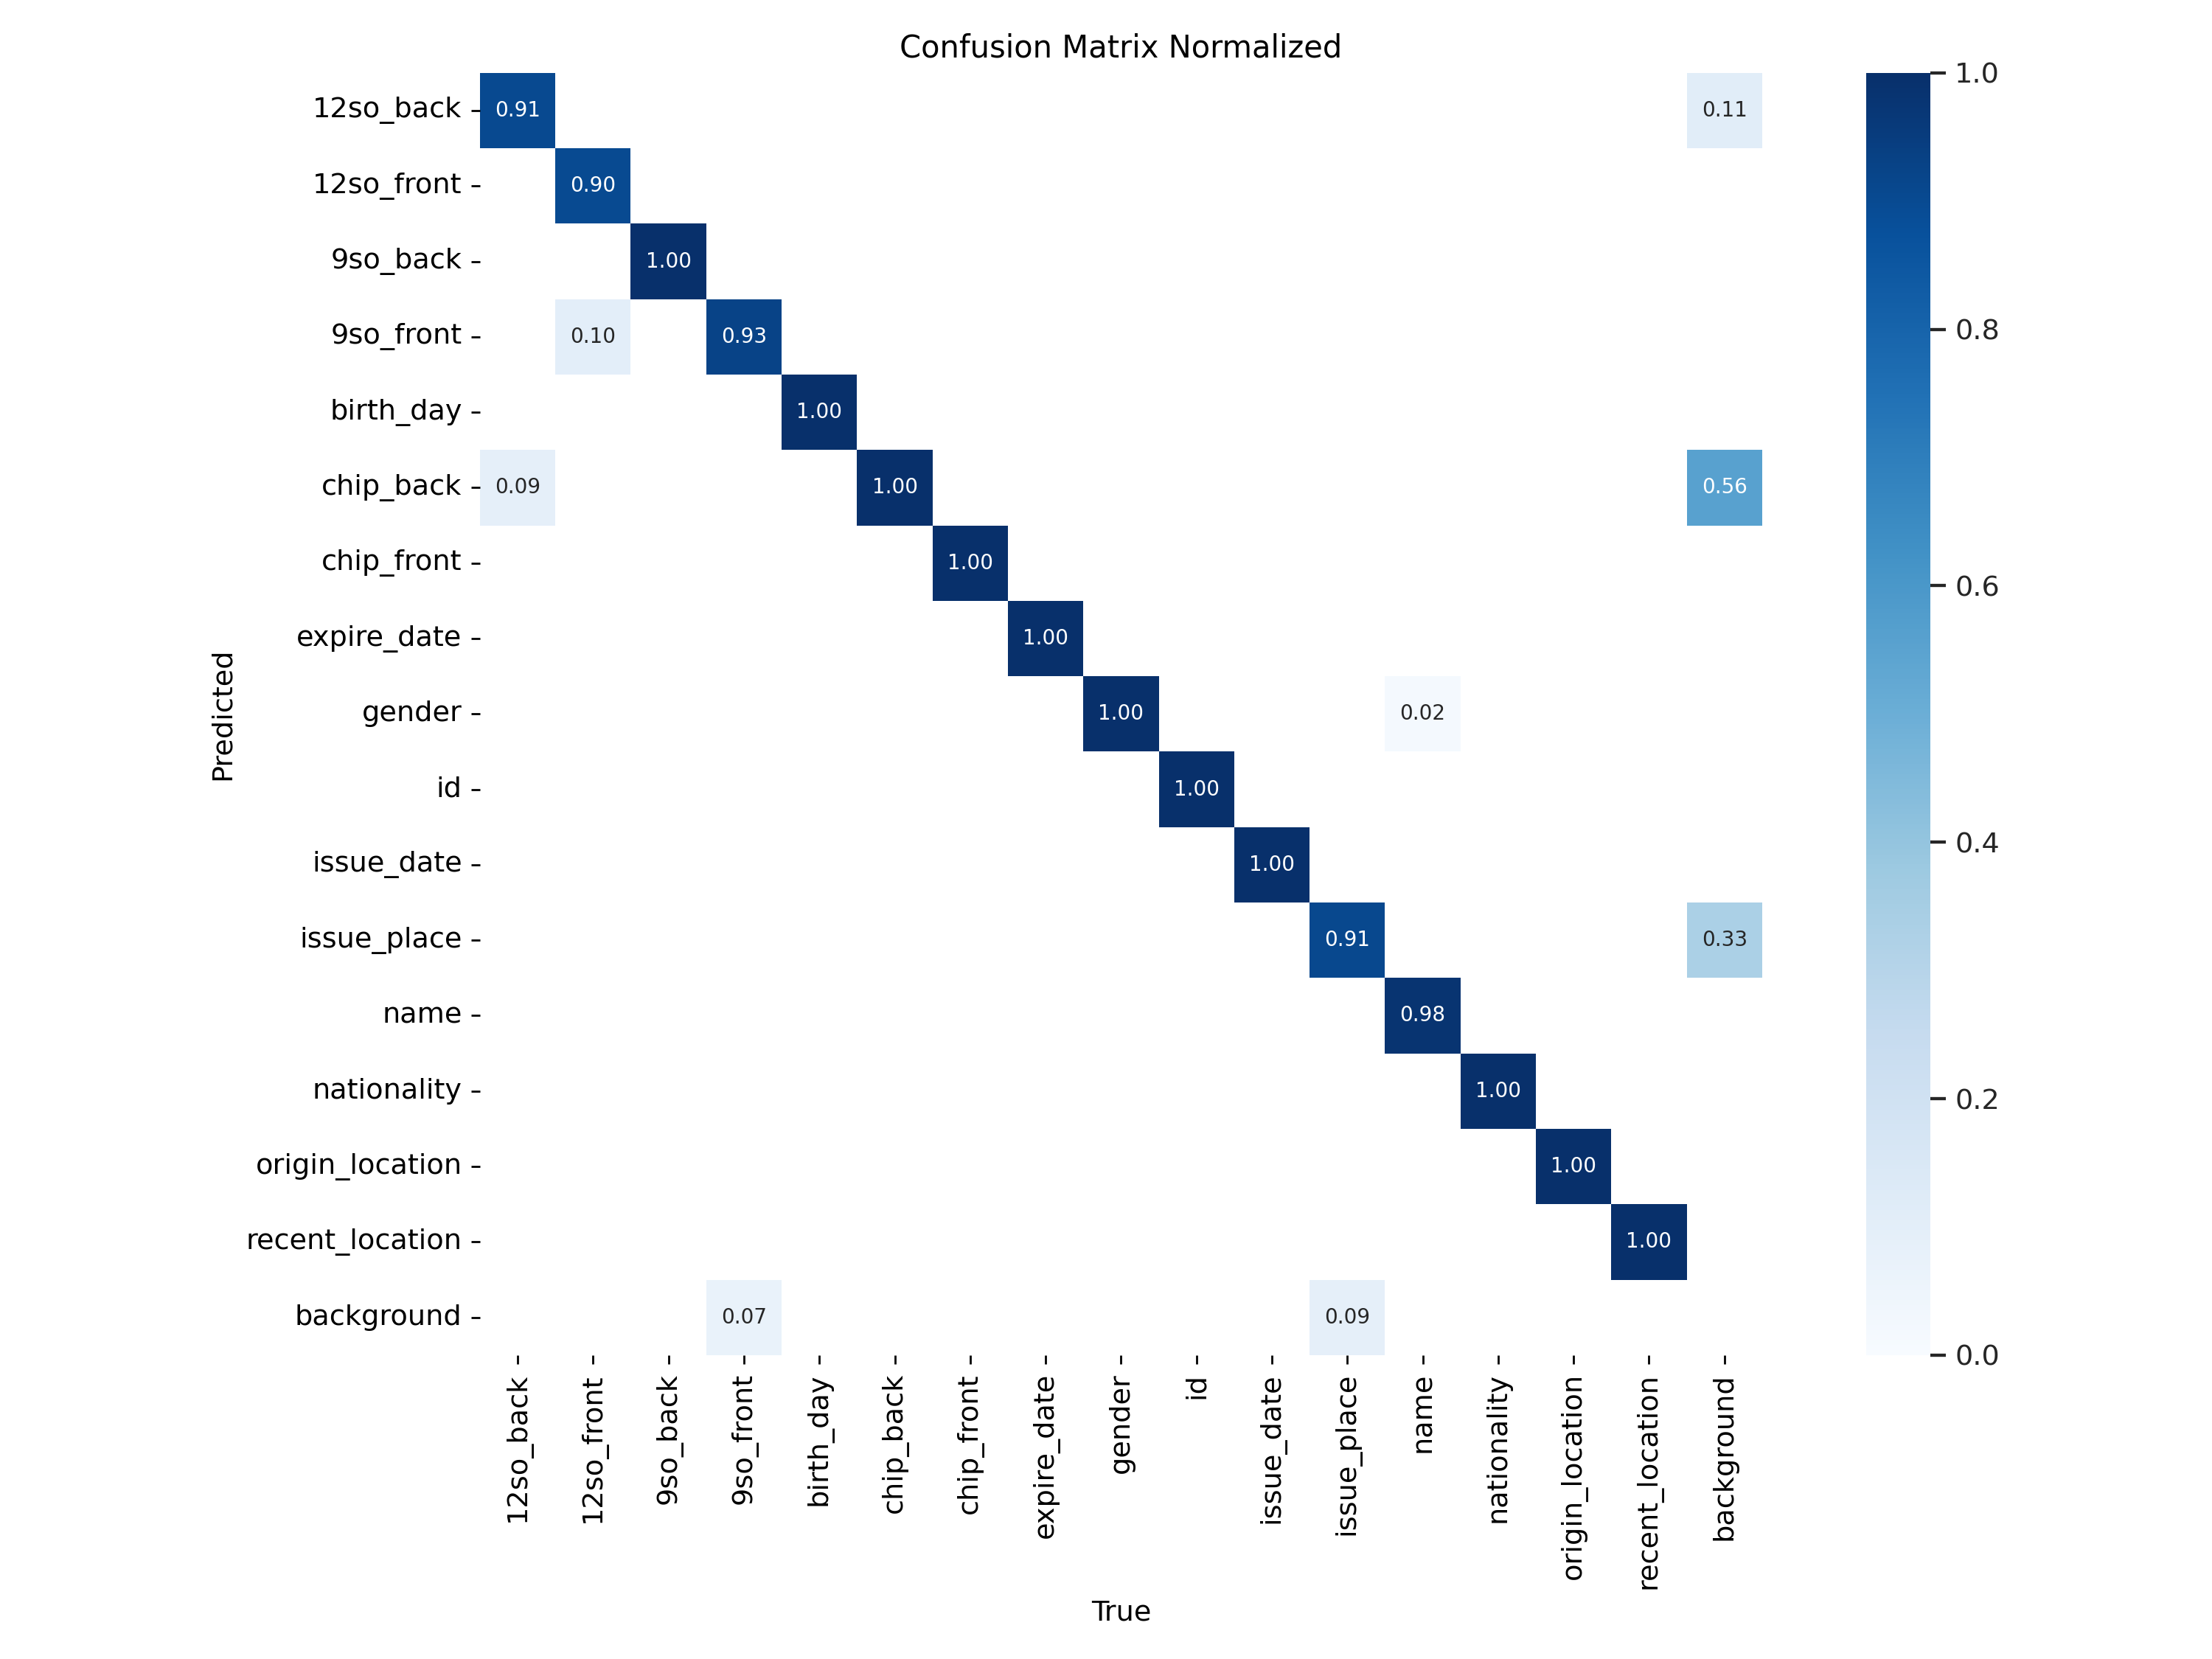 Confusion Matrix Normalized
12so_back 0.91 0.11
12so_front 0.90
9so_back 1.00
9so_front 0.10 0.93
birth_day 1.00
chip_back 0.09 1.00 0.56
chip_front 1.00
expire_date 1.00
gender 1.00 0.02
id 1.00
issue_date 1.00
issue_place 0.91 0.33
name 0.98
nationality 1.00
origin_location 1.00
recent_location 1.00
background 0.07 0.09
Predicted
12so_back
12so_front
9so_back
9so_front
birth_day
chip_back
chip_front
expire_date
gender
id
issue_date
issue_place
name
nationality
origin_location
recent_location
background
True
1.0
0.8
0.6
0.4
0.2
0.0